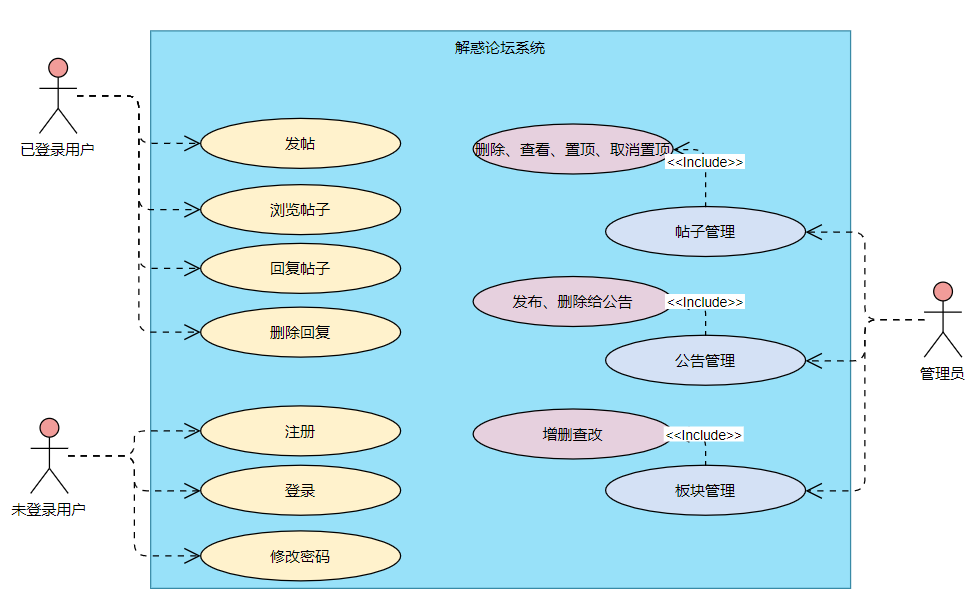 解惑论坛系统
已登录用户
发帖
浏览帖子
回复帖子
删除回复
未登录用户
注册
登录
修改密码
删除、查看、置顶、取消置顶
<<Include>>
帖子管理
发布、删除给公告
<<Include>>
公告管理
增删查改
<<Include>>
板块管理
管理员